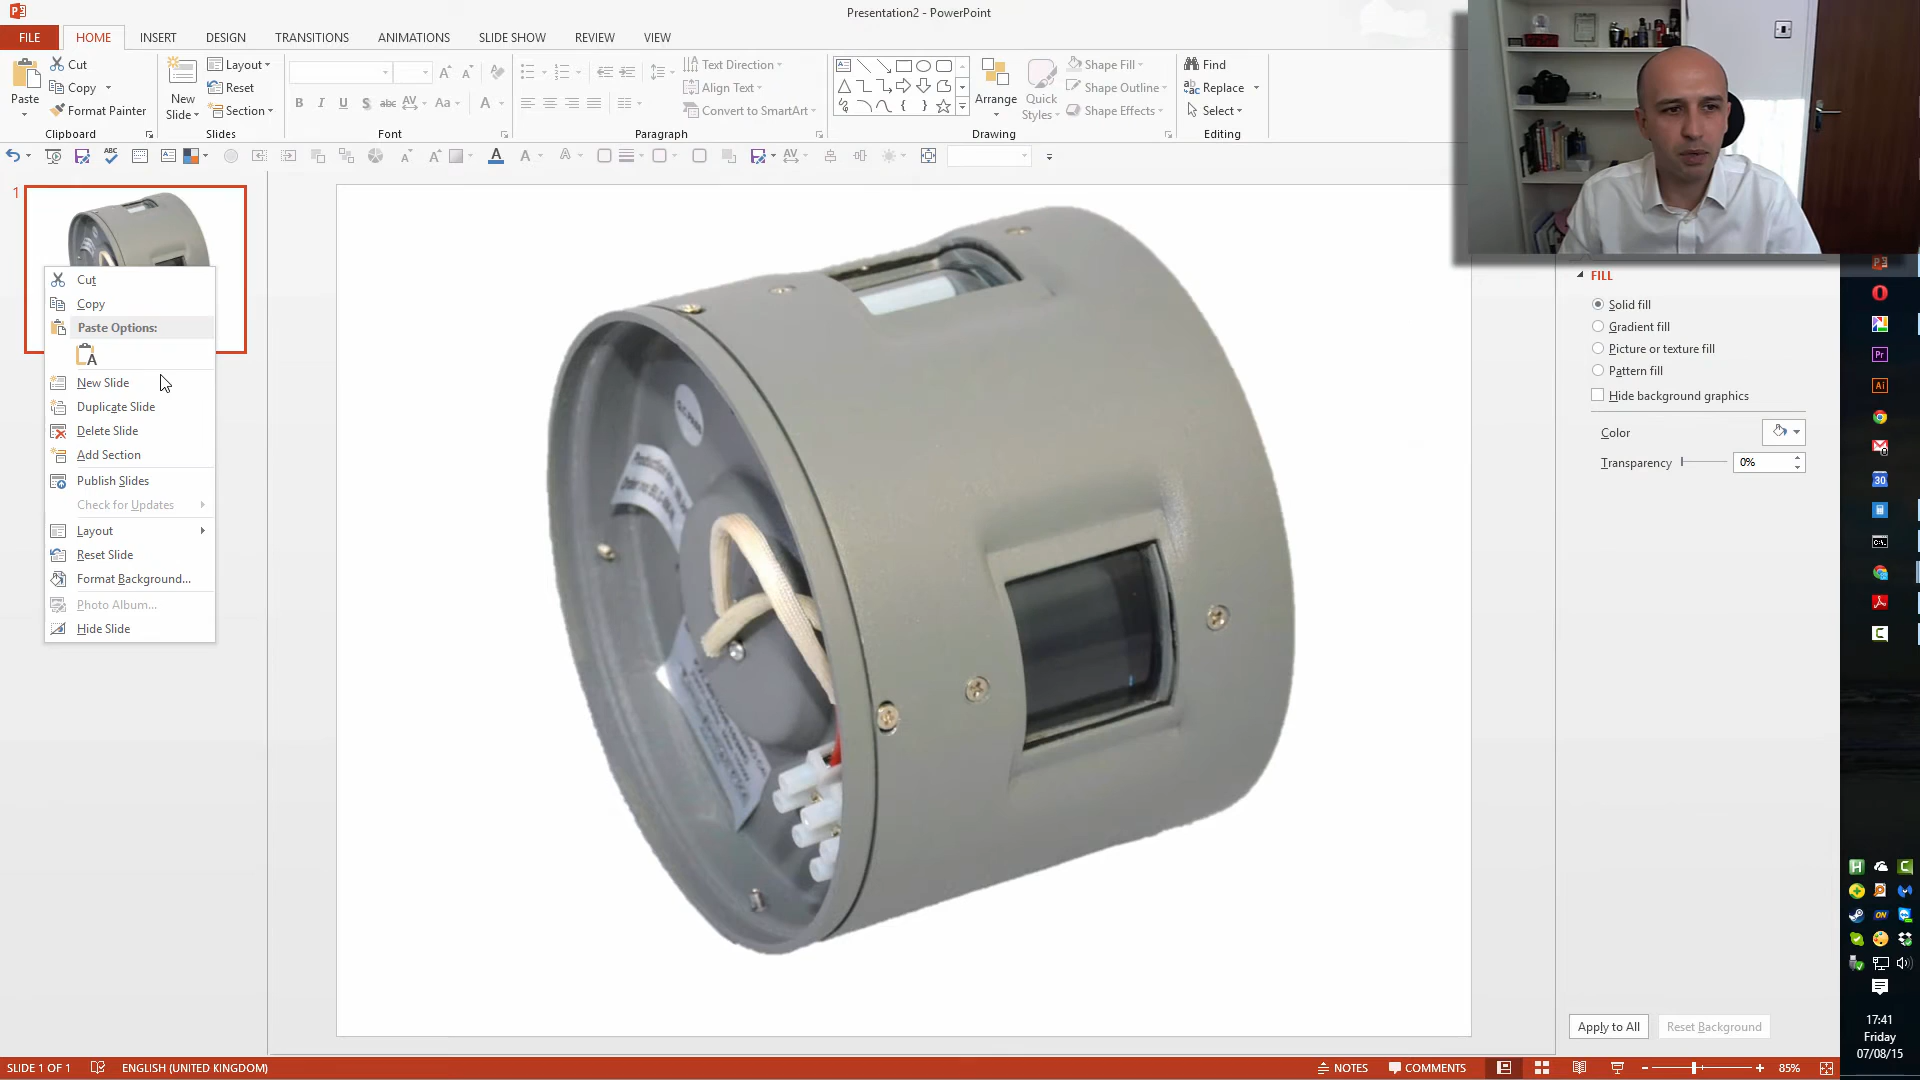 Presentation2 - PowerPoint
FILE HOME INSERT DESIGN TRANSITIONS ANIMATIONS SLIDE SHOW REVIEW VIEW
Paste
Cut
Copy
Format Painter
Clipboard
New Slide
Layout
Reset
Section
Slides
Font
Text Direction
Align Text
Convert to SmartArt
Paragraph
Arrange
Quick Styles
Shape Fill
Shape Outline
Shape Effects
Drawing
Find
Replace
Select
Editing
1
Cut
Copy
Paste Options:
New Slide
Duplicate Slide
Delete Slide
Add Section
Publish Slides
Check for Updates
Layout
Reset Slide
Format Background...
Photo Album...
Hide Slide
FILL
Solid fill
Gradient fill
Picture or texture fill
Pattern fill
Hide background graphics
Color
Transparency 0%
Apply to All Reset Background
17:41
Friday
07/08/15
SLIDE 1 OF 1 ENGLISH (UNITED KINGDOM) NOTES COMMENTS 85%